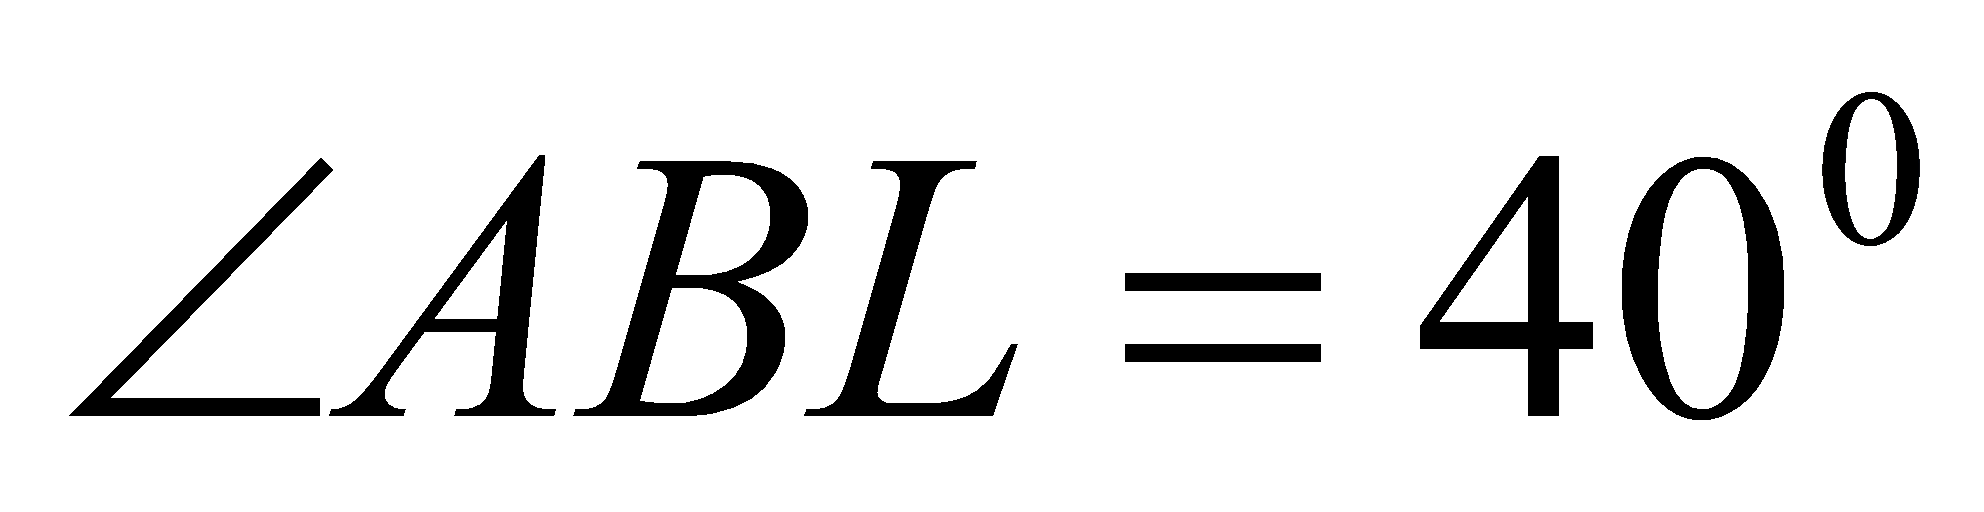 ∠ABL = 40⁰